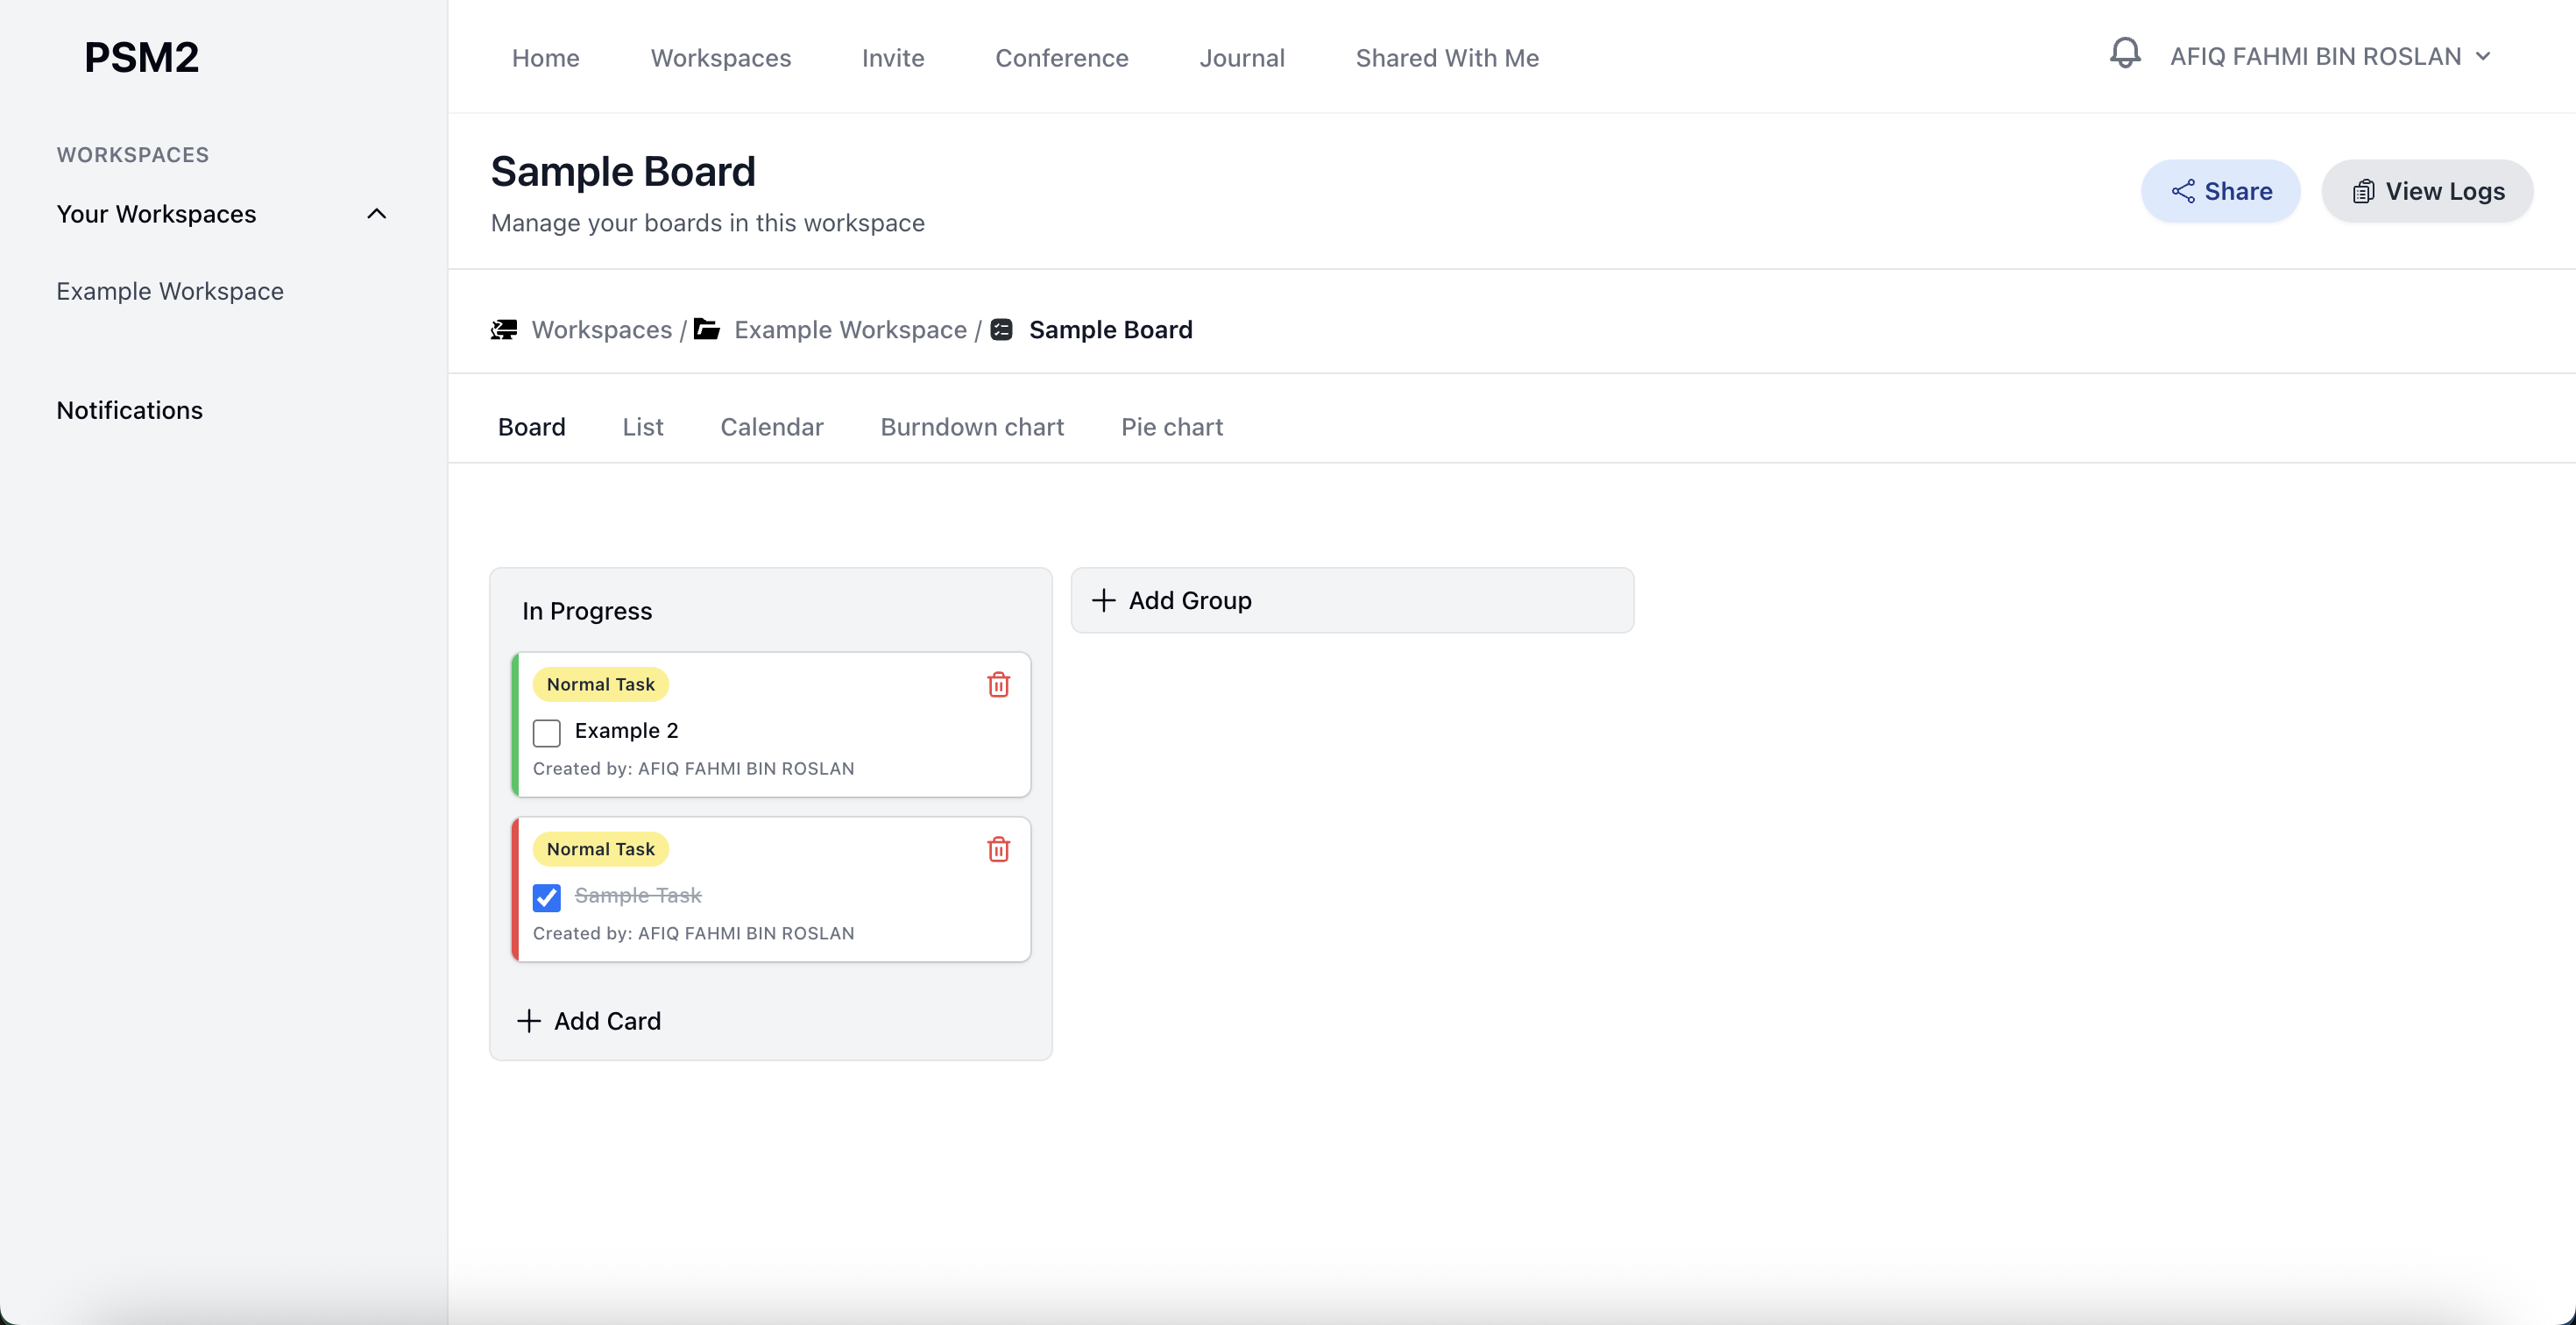 PSM2
WORKSPACES
Your Workspaces
Example Workspace
Notifications
Home Workspaces Invite Conference Journal Shared With Me
AFIQ FAHMI BIN ROSLAN
Sample Board
Manage your boards in this workspace
Share View Logs
Workspaces / Example Workspace / Sample Board
Board List Calendar Burndown chart Pie chart
In Progress
Normal Task
Example 2
Created by: AFIQ FAHMI BIN ROSLAN
Normal Task
Sample Task
Created by: AFIQ FAHMI BIN ROSLAN
Add Card
Add Group